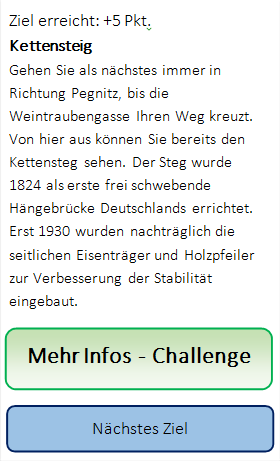 Ziel erreicht: +5 Pkt.
Kettensteig
Gehen Sie als nächstes immer in
Richtung Pegnitz, bis die
Weintraubengasse Ihren Weg kreuzt.
Von hier aus können Sie bereits den
Kettensteg sehen. Der Steg wurde
1824 als erste frei schwebende
Hängebrücke Deutschlands errichtet.
Erst 1930 wurden nachträglich die
seitlichen Eisenträger und Holzpfeiler
zur Verbesserung der Stabilität
eingebaut.
Mehr Infos - Challenge
Nächstes Ziel